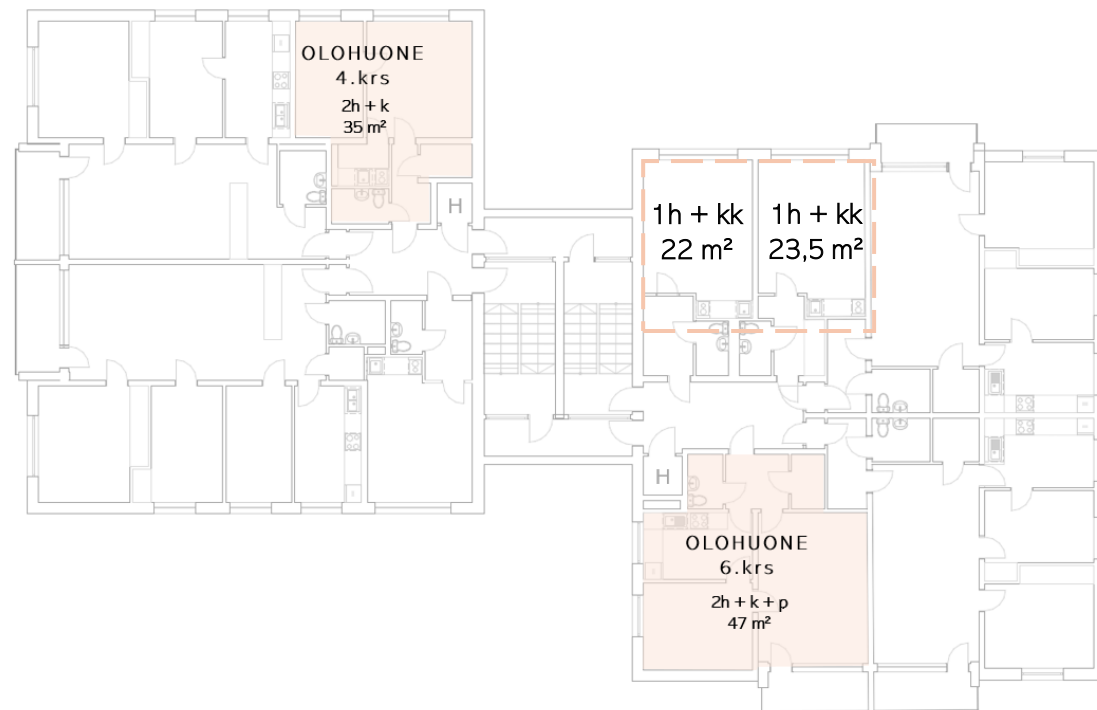 OLOHUONE
4.krs
2h + k
35 m²
H
1h + kk
22 m²
1h + kk
23,5 m²
H
OLOHUONE
6.krs
2h + k + p
47 m²